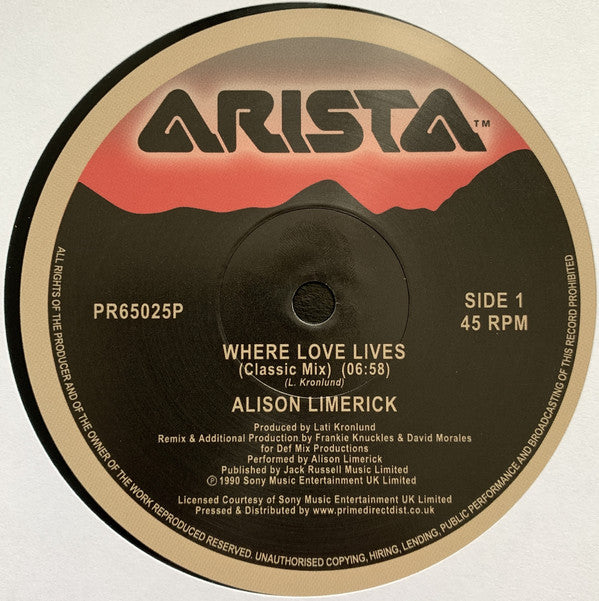 ARISTA™
PR65025P
SIDE 1
45 RPM
WHERE LOVE LIVES
(Classic Mix) (06:58)
(L. Kronlund)
ALISON LIMERICK
Produced by Lati Kronlund
Remix & Additional Production by Frankie Knuckles & David Morales
for Def Mix Productions
Performed by Alison Limerick
Published by Jack Russell Music Limited
℗ 1990 Sony Music Entertainment UK Limited
Licensed Courtesy of Sony Music Entertainment UK Limited
Pressed & Distributed by www.primedirectdist.co.uk
ALL RIGHTS OF THE PRODUCER AND OF THE OWNER OF THE WORK REPRODUCED RESERVED. UNAUTHORISED COPYING, HIRING, LENDING, PUBLIC PERFORMANCE AND BROADCASTING OF THIS RECORD PROHIBITED